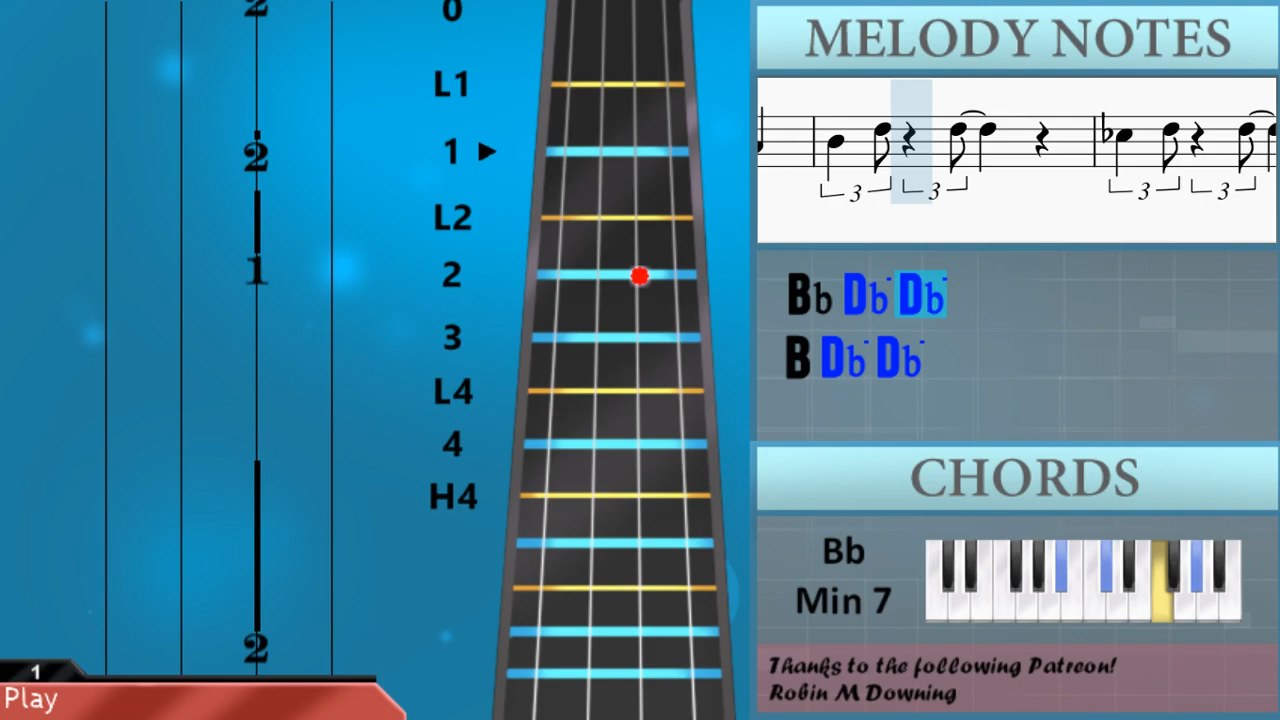 2
2
1
2
1
Play
0
L1
1
L2
2
3
L4
4
H4
MELODY NOTES
3 3 3 3
Bb Db Db
B Db Db
CHORDS
Bb
Min 7
Thanks to the following Patreon!
Robin M Downing